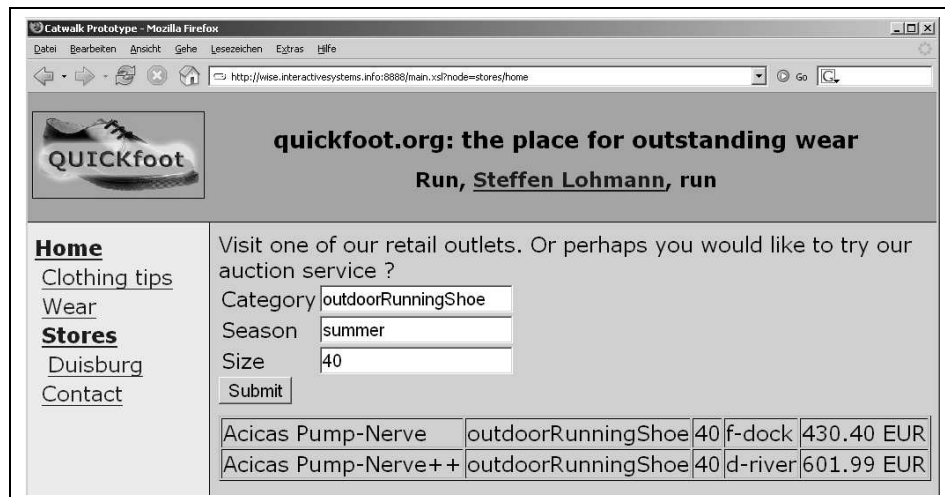 Catwalk Prototype - Mozilla Firefox
Datei Bearbeiten Ansicht Gehe Lesezeichen Extras Hilfe
http://wise.interactivesystems.info:8888/main.xsl?node=stores/home Go G
QUICKfoot
quickfoot.org: the place for outstanding wear
Run, Steffen Lohmann, run
Home
Clothing tips
Wear
Stores
Duisburg
Contact
Visit one of our retail outlets. Or perhaps you would like to try our
auction service ?
Category outdoorRunningShoe
Season summer
Size 40
Submit
Acicas Pump-Nerve outdoorRunningShoe 40 f-dock 430.40 EUR
Acicas Pump-Nerve++ outdoorRunningShoe 40 d-river 601.99 EUR